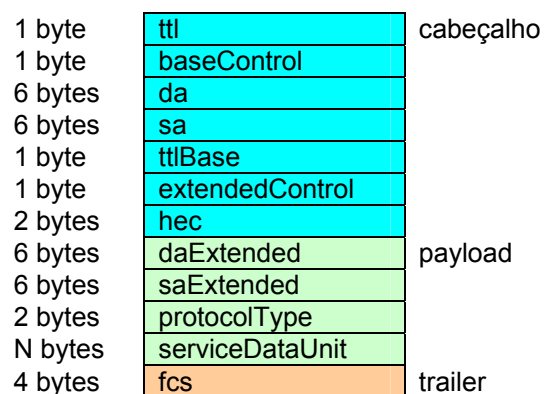 1 byte ttl cabeçalho
1 byte baseControl
6 bytes da
6 bytes sa
1 byte ttlBase
1 byte extendedControl
2 bytes hec
6 bytes daExtended payload
6 bytes saExtended
2 bytes protocolType
N bytes serviceDataUnit
4 bytes fcs trailer